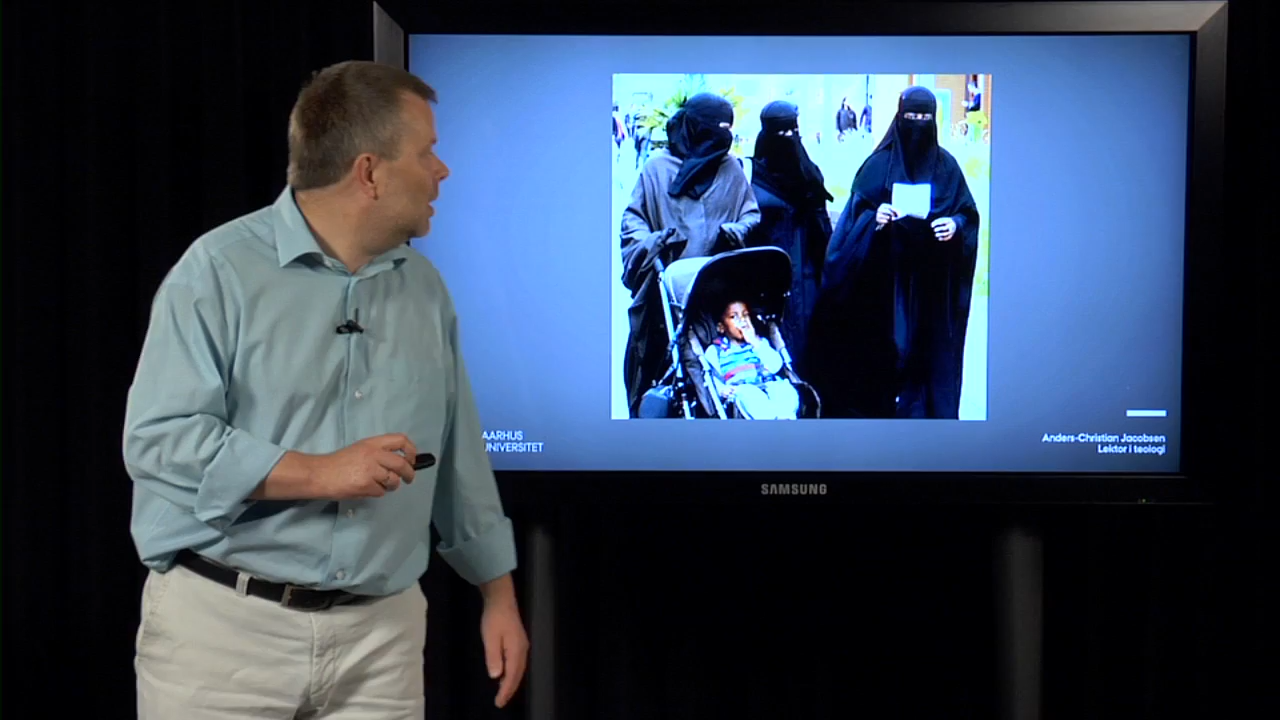 AARHUS
UNIVERSITET
Anders-Christian Jacobsen
Lektor i teologi
SAMSUNG